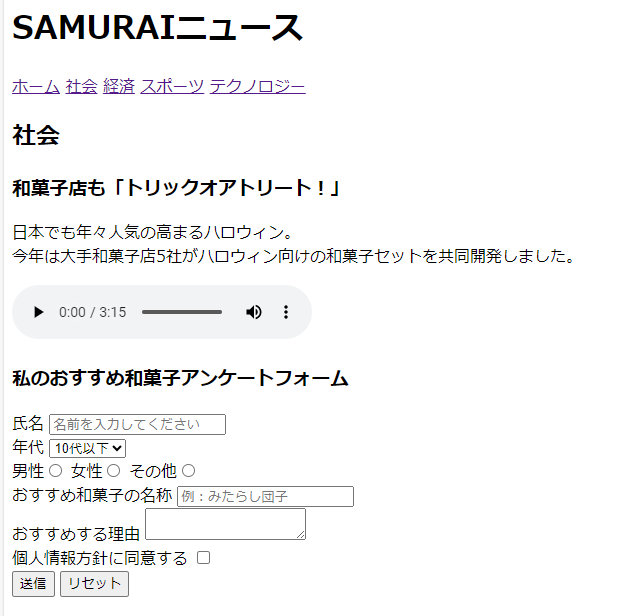 SAMURAIニュース
ホーム 社会 経済 スポーツ テクノロジー
社会
和菓子店も「トリックオアトリート！」
日本でも年々人気の高まるハロウィン。
今年は大手和菓子店5社がハロウィン向けの和菓子セットを共同開発しました。
0:00 / 3:15
私のおすすめ和菓子アンケートフォーム
氏名 名前を入力してください
年代 10代以下
男性 女性 その他
おすすめ和菓子の名称 例：みたらし団子
おすすめする理由
個人情報方針に同意する
送信 リセット